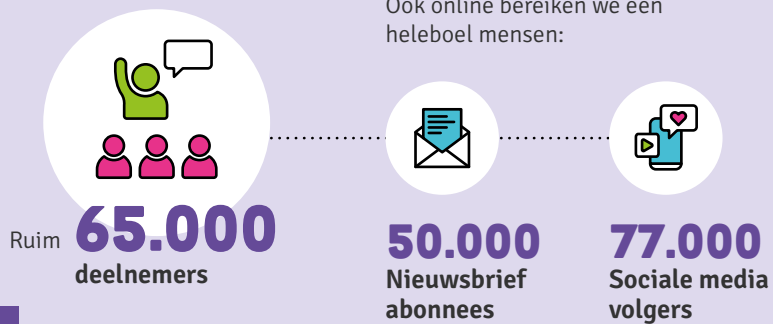 Ook online bereiken we een
heleboel mensen:
Ruim 65.000
deelnemers
50.000
Nieuwsbrief
abonnees
77.000
Sociale media
volgers